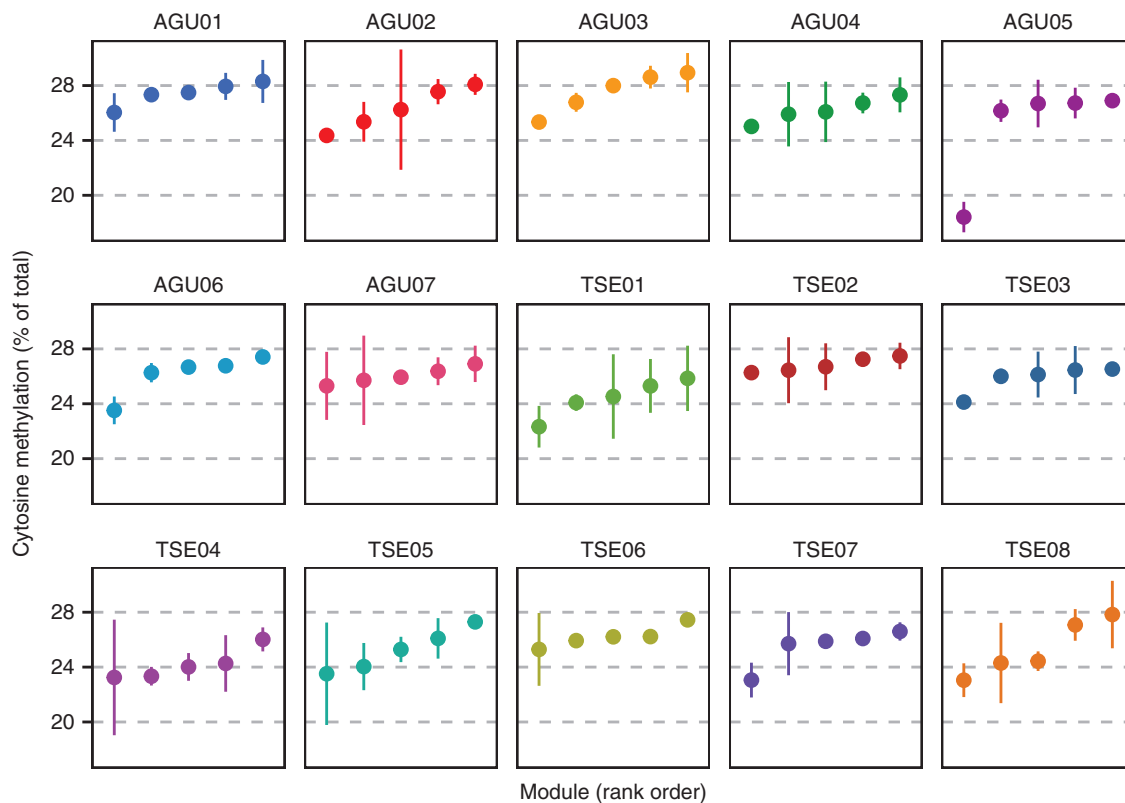 AGU01 AGU02 AGU03 AGU04 AGU05
28
24
20
AGU06 AGU07 TSE01 TSE02 TSE03
28
24
20
TSE04 TSE05 TSE06 TSE07 TSE08
28
24
20
Cytosine methylation (% of total)
Module (rank order)